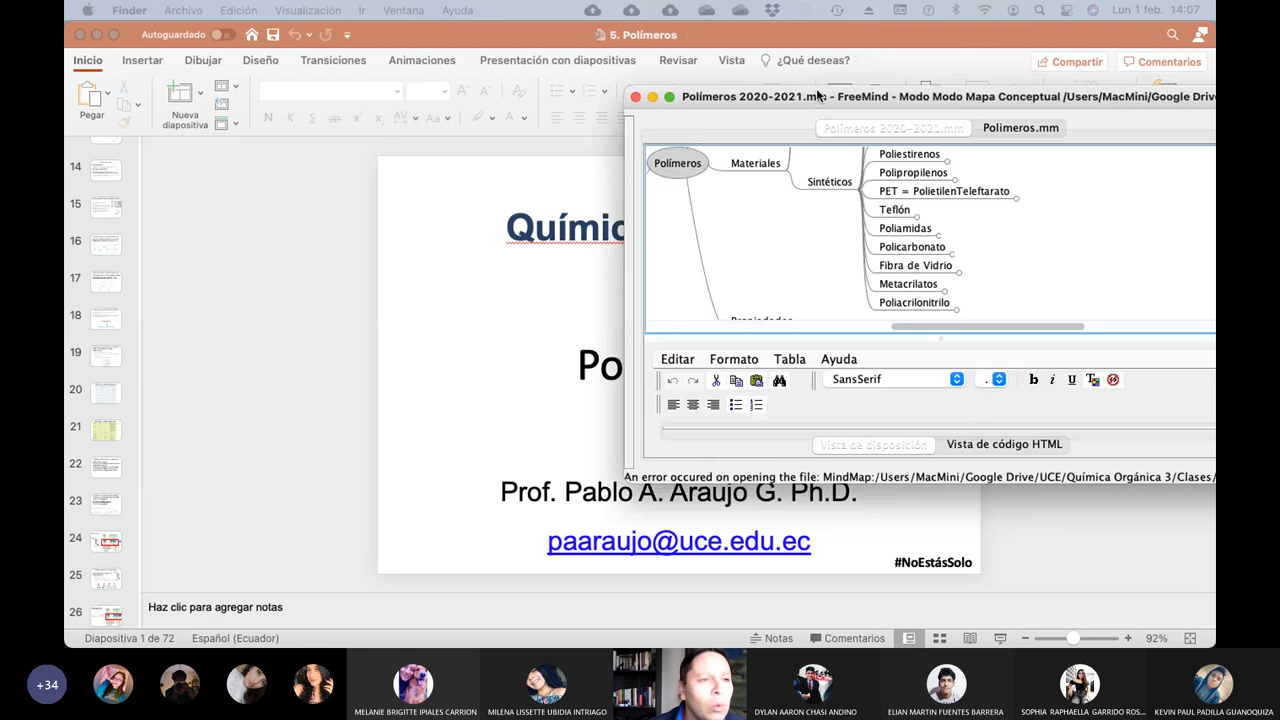 Finder Archivo Edición Visualización Ir Ventana Ayuda Lun 1 feb. 14:07
Autoguardado 5. Polímeros
Inicio Insertar Dibujar Diseño Transiciones Animaciones Presentación con diapositivas Revisar Vista ¿Qué deseas? Compartir Comentarios
Pegar
Nueva
diapositiva
N K S
Polímeros 2020-2021.m - FreeMind - Modo Modo Mapa Conceptual /Users/MacMini/Google Drive
Polímeros 2020-2021.mm Polimeros.mm
Polímeros
Materiales
Sintéticos
Poliestirenos
Polipropilenos
PET = PolietilenTeleftarato
Teflón
Poliamidas
Policarbonato
Fibra de Vidrio
Metacrilatos
Poliacrilonitrilo
Propiedades
Editar Formato Tabla Ayuda
SansSerif .
b i u
Vista de disposición Vista de código HTML
An error occured on opening the file: MindMap:/Users/MacMini/Google Drive/UCE/Química Orgánica 3/Clases/
14
15
16
17
18
19
20
21
22
23
24
25
26
Químic
Po
Prof. Pablo A. Araujo G. Ph.D.
paaraujo@uce.edu.ec
#NoEstásSolo
Haz clic para agregar notas
Diapositiva 1 de 72 Español (Ecuador) Notas Comentarios 92%
+34
MELANIE BRIGITTE IPIALES CARRION
MILENA LISSETTE UBIDIA INTRIAGO
DYLAN AARON CHASI ANDINO
ELIAN MARTIN FUENTES BARRERA
SOPHIA RAPHAELLA GARRIDO ROS...
KEVIN PAUL PADILLA GUANOQUIZA